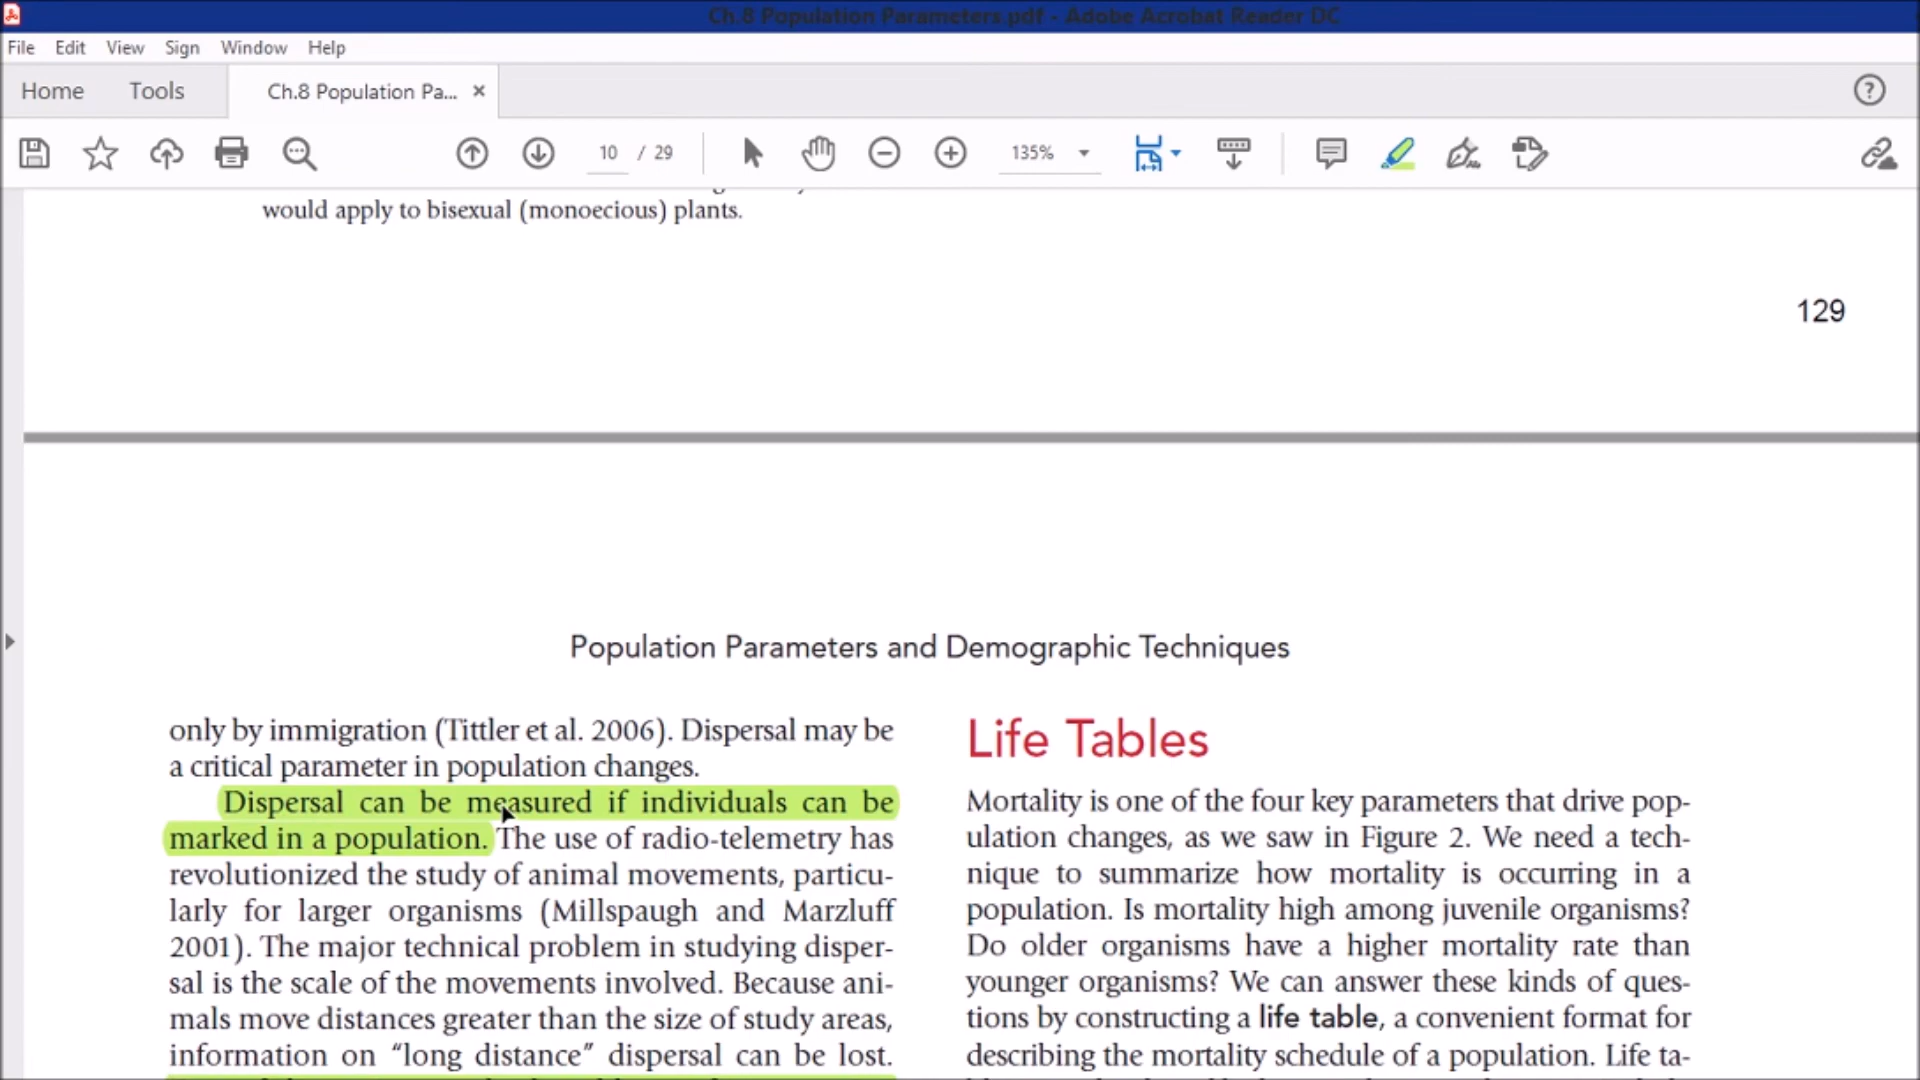 Ch.8 Population Parameters.pdf - Adobe Acrobat Reader DC
File Edit View Sign Window Help
Home Tools Ch.8 Population Pa... ×
10 / 29 135%
would apply to bisexual (monoecious) plants.
129
Population Parameters and Demographic Techniques
only by immigration (Tittler et al. 2006). Dispersal may be
a critical parameter in population changes.
Dispersal can be measured if individuals can be
marked in a population. The use of radio-telemetry has
revolutionized the study of animal movements, particu-
larly for larger organisms (Millspaugh and Marzluff
2001). The major technical problem in studying disper-
sal is the scale of the movements involved. Because ani-
mals move distances greater than the size of study areas,
information on “long distance” dispersal can be lost.
Life Tables
Mortality is one of the four key parameters that drive pop-
ulation changes, as we saw in Figure 2. We need a tech-
nique to summarize how mortality is occurring in a
population. Is mortality high among juvenile organisms?
Do older organisms have a higher mortality rate than
younger organisms? We can answer these kinds of ques-
tions by constructing a life table, a convenient format for
describing the mortality schedule of a population. Life ta-